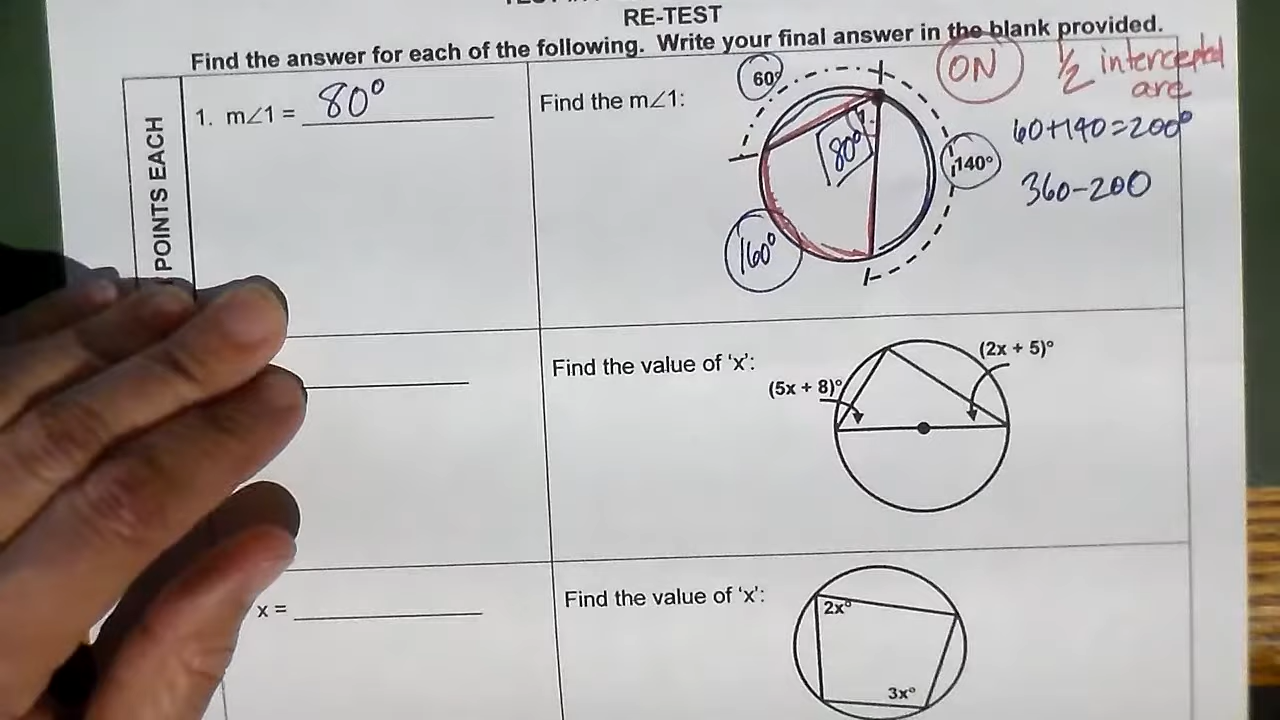 RE-TEST
Find the answer for each of the following. Write your final answer in the blank provided.
POINTS EACH
1. m∠1 = 80°
Find the m∠1:
60°
80°
140°
160°
ON
1/2 intercepted
arc
60+140=200°
360-200
Find the value of ‘x’:
(5x + 8)°
(2x + 5)°
x =
Find the value of ‘x’:
2x°
3x°